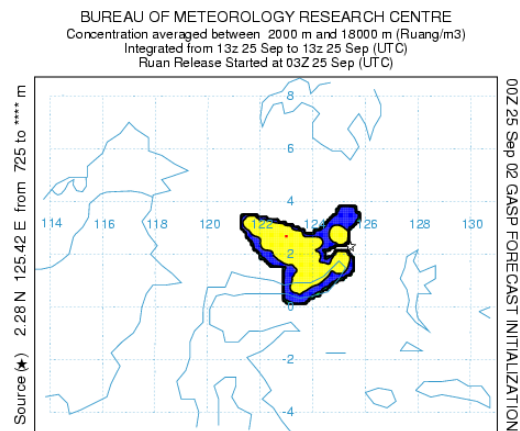 BUREAU OF METEOROLOGY RESEARCH CENTRE
Concentration averaged between 2000 m and 18000 m (Ruang/m3)
Integrated from 13z 25 Sep to 13z 25 Sep (UTC)
Ruan Release Started at 03Z 25 Sep (UTC)
Source (★) 2.28 N 125.42 E from 725 to **** m
00Z 25 Sep 02 GASP FORECAST INITIALIZATION
8
6
4
114 116 118 120 122 124 126 128 130
2
0
-2
-4